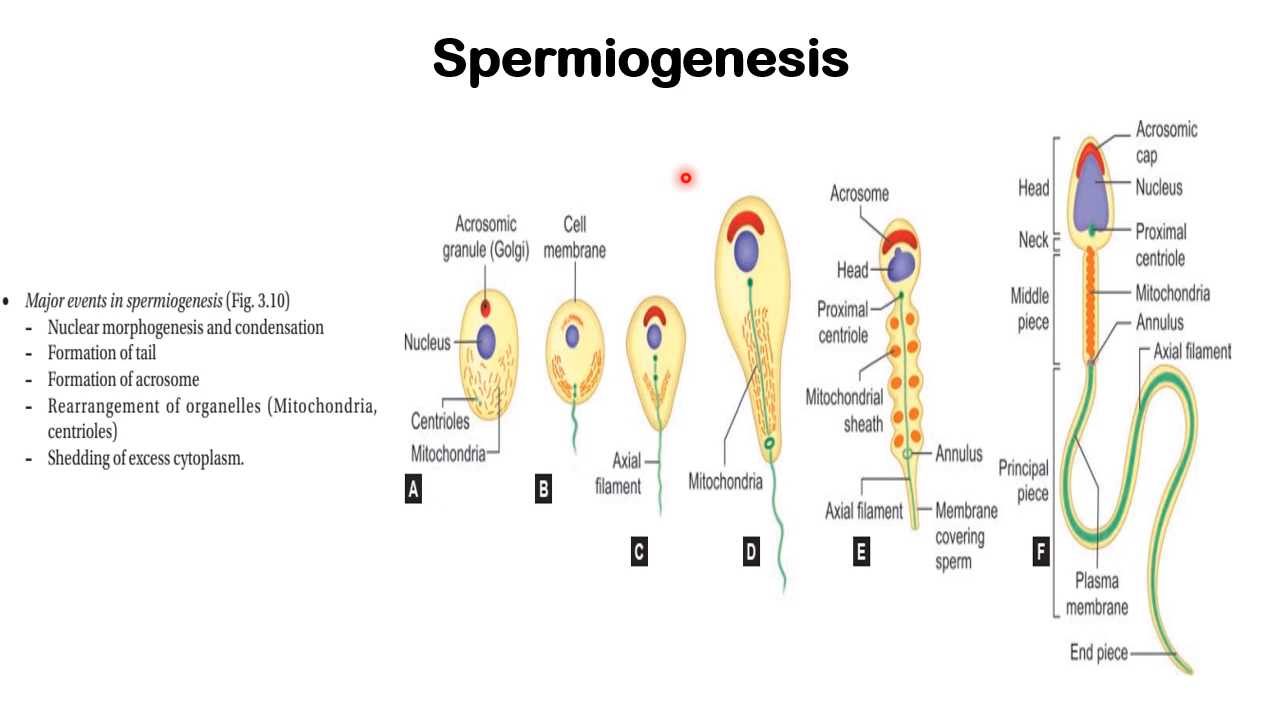 Spermiogenesis
• Major events in spermiogenesis (Fig. 3.10)
– Nuclear morphogenesis and condensation
– Formation of tail
– Formation of acrosome
– Rearrangement of organelles (Mitochondria,
centrioles)
– Shedding of excess cytoplasm.
Acrosomic
granule (Golgi)
Nucleus
Centrioles
Mitochondria
A
Cell
membrane
B
Axial
filament
C
Mitochondria
D
Acrosome
Head
Proximal
centriole
Mitochondrial
sheath
Annulus
Axial filament
Membrane
covering
sperm
E
Head
Neck
Middle
piece
Principal
piece
Acrosomic
cap
Nucleus
Proximal
centriole
Mitochondria
Annulus
Axial filament
F
Plasma
membrane
End piece